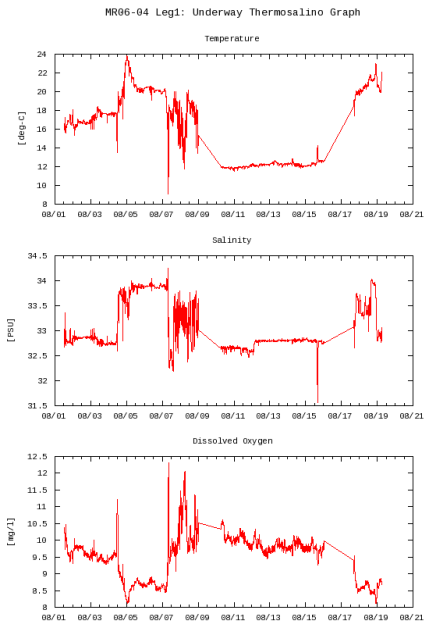 MR06-04 Leg1: Underway Thermosalino Graph
Temperature
24
22
20
18
16
14
12
10
8
[deg-C]
08/01 08/03 08/05 08/07 08/09 08/11 08/13 08/15 08/17 08/19 08/21
Salinity
34.5
34
33.5
33
32.5
32
31.5
[PSU]
08/01 08/03 08/05 08/07 08/09 08/11 08/13 08/15 08/17 08/19 08/21
Dissolved Oxygen
12.5
12
11.5
11
10.5
10
9.5
9
8.5
8
[mg/l]
08/01 08/03 08/05 08/07 08/09 08/11 08/13 08/15 08/17 08/19 08/21